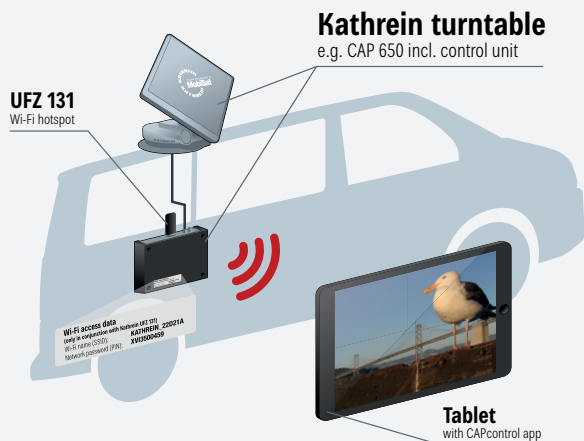 Kathrein turntable
e.g. CAP 650 incl. control unit
MobiSat
UFZ 131
Wi-Fi hotspot
Wi-Fi access data
(only in conjunction with Kathrein UFZ 131)
Wi-Fi name (SSID): KATHREIN_22D21A
Network password (PIN): XVI3500459
Tablet
with CAPcontrol app